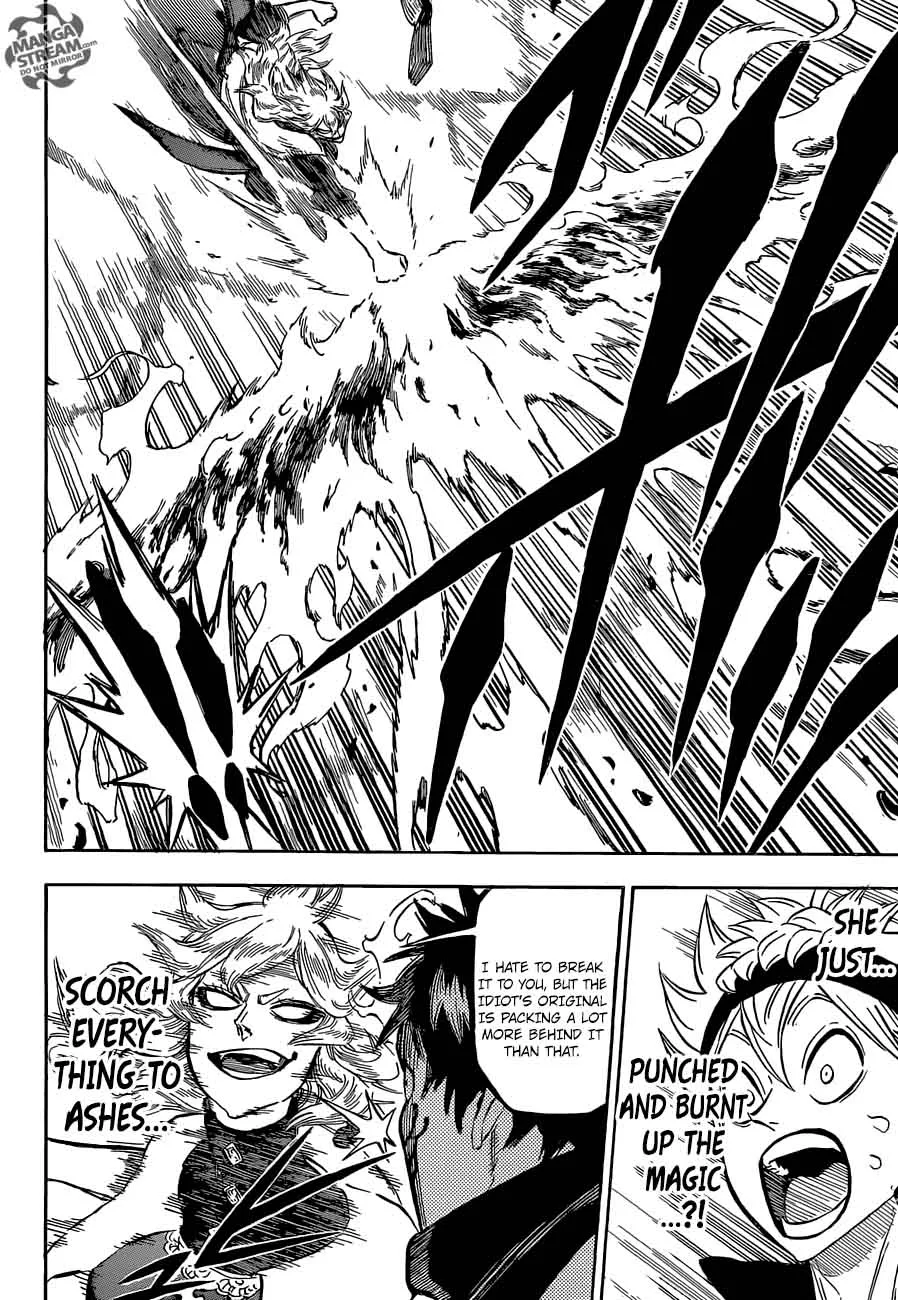 MANGA
STREAM.com
DO NOT MIRROR!
SHE
JUST...
PUNCHED
AND BURNT
UP THE
MAGIC
...?!
I HATE TO BREAK
IT TO YOU, BUT THE
IDIOT'S ORIGINAL
IS PACKING A LOT
MORE BEHIND IT
THAN THAT.
SCORCH
EVERY-
THING TO
ASHES...